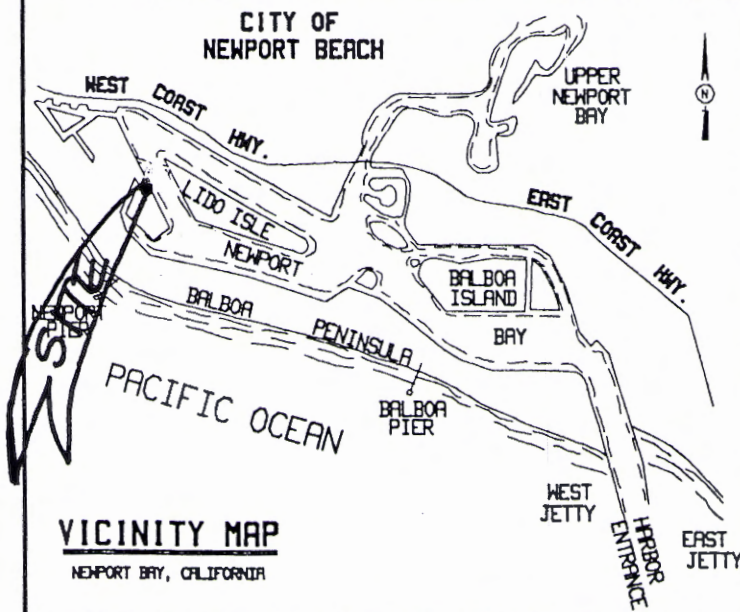 CITY OF
NEWPORT BEACH
UPPER
NEWPORT
BAY
N
WEST COAST HWY.
EAST COAST HWY.
LIDO ISLE
NEWPORT
BALBOA
ISLAND
BAY
SITE
NEWPORT
PIER
BALBOA PENINSULA
PACIFIC OCEAN
BALBOA
PIER
WEST
JETTY
HARBOR
ENTRANCE
EAST
JETTY
VICINITY MAP
NEWPORT BAY, CALIFORNIA